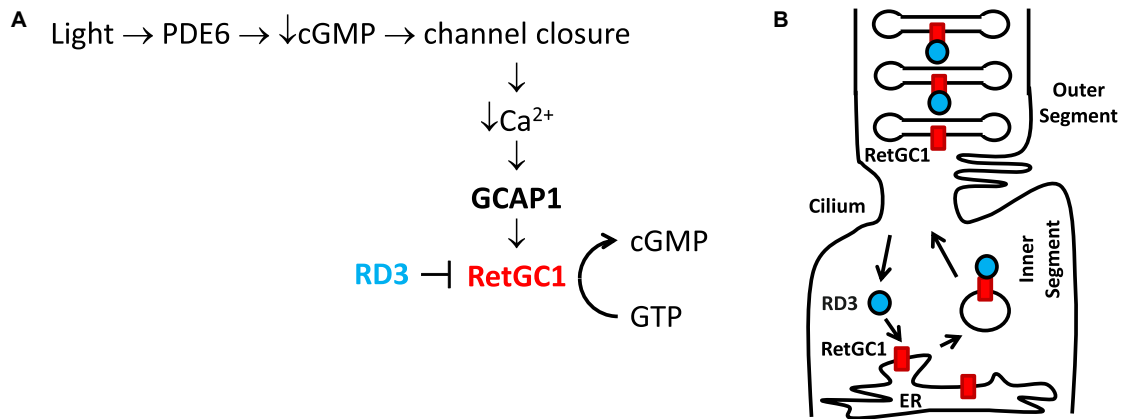 A
Light → PDE6 → ↓cGMP → channel closure
↓
↓Ca²⁺
↓
GCAP1
↓
RD3 ⊣ RetGC1
cGMP
GTP
B
Outer
Segment
RetGC1
Cilium
Inner
Segment
RD3
RetGC1
ER